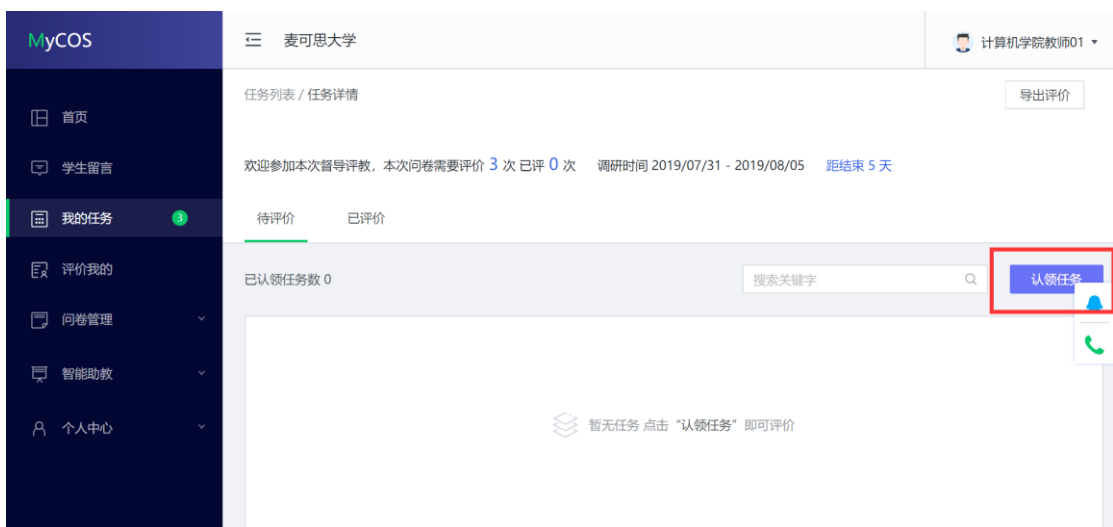 MyCOS
麦可思大学
计算机学院教师01
任务列表 / 任务详情
导出评价
首页
学生留言
我的任务 3
评价我的
问卷管理
智能助教
个人中心
欢迎参加本次督导评教，本次问卷需要评价 3 次 已评 0 次 调研时间 2019/07/31 - 2019/08/05 距结束 5 天
待评价 已评价
已认领任务数 0
搜索关键字
认领任务
暂无任务 点击 “认领任务” 即可评价